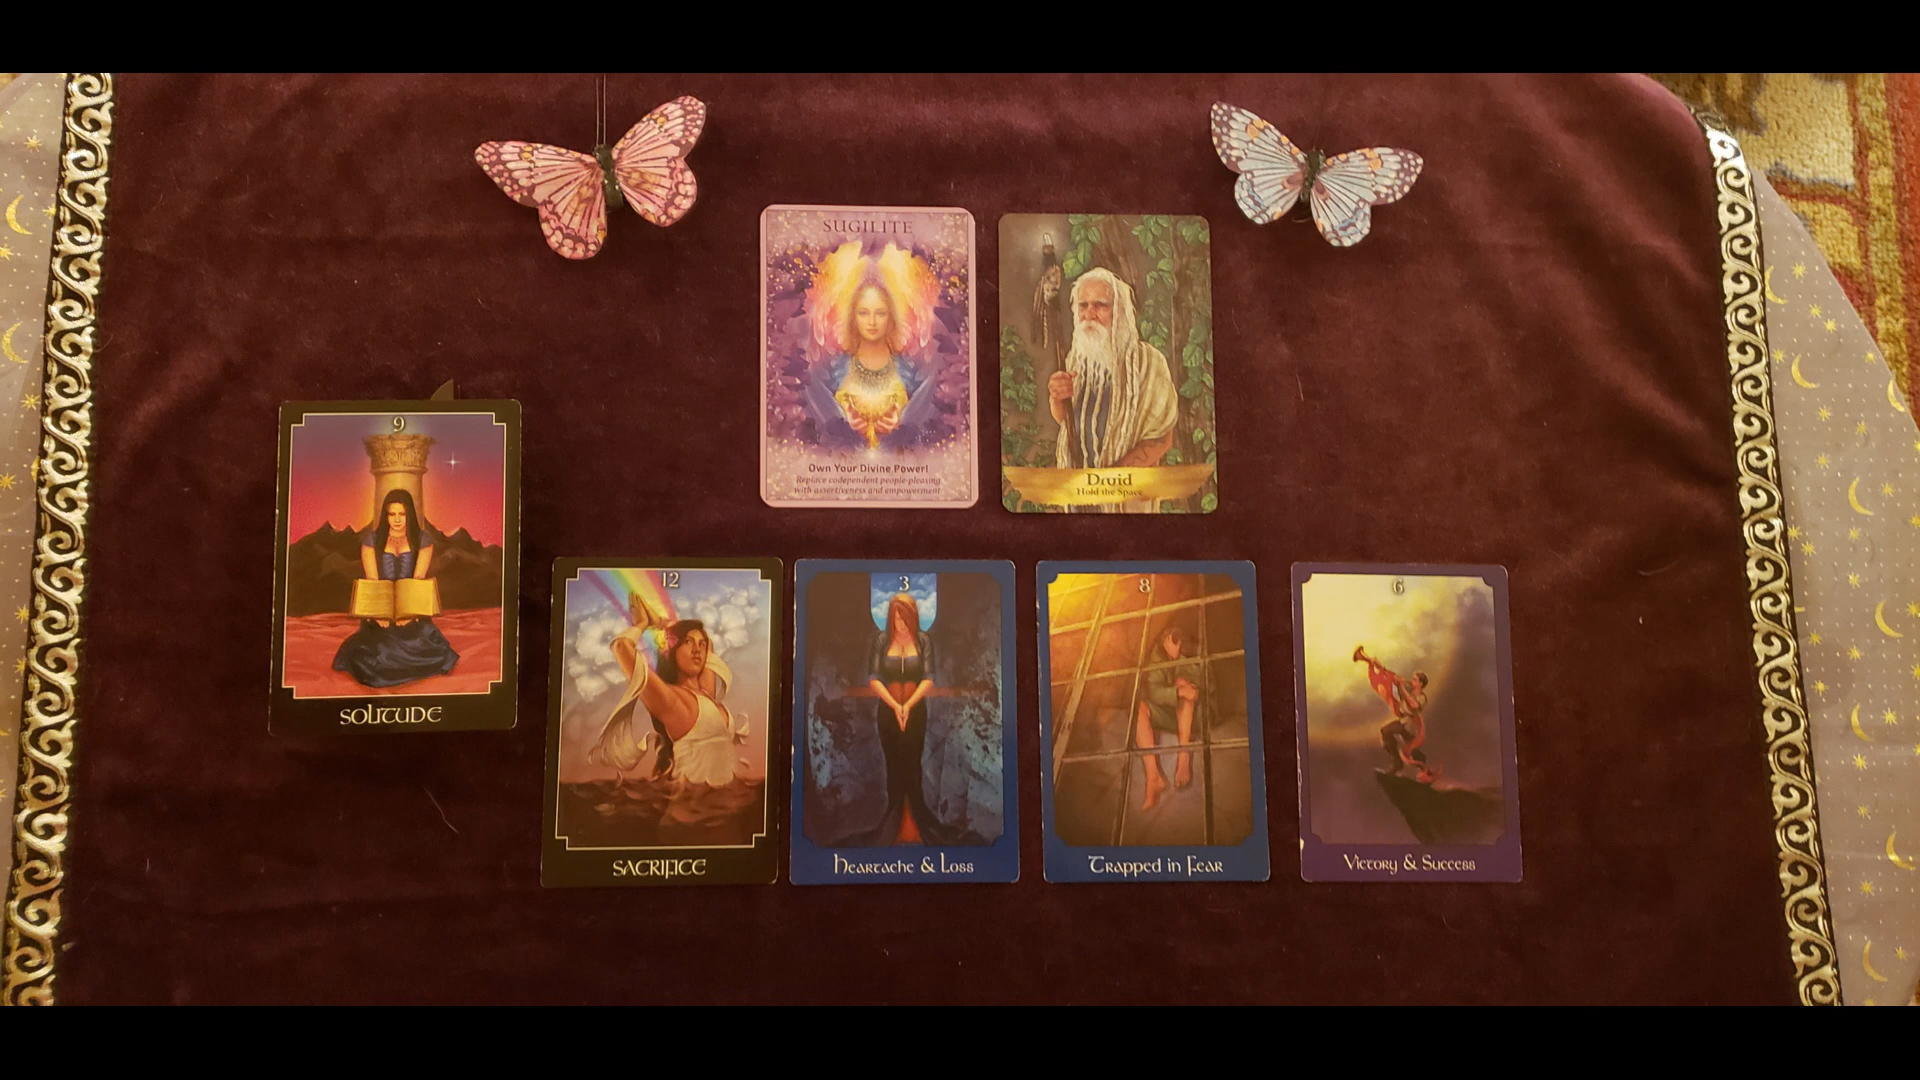 SUGILITE
Own Your Divine Power!
Replace codependent people-pleasing
with assertiveness and empowerment
Druid
Hold the Space
9
SOLITUDE
12
SACRIFICE
3
Heartache & Loss
8
Trapped in Fear
6
Victory & Success